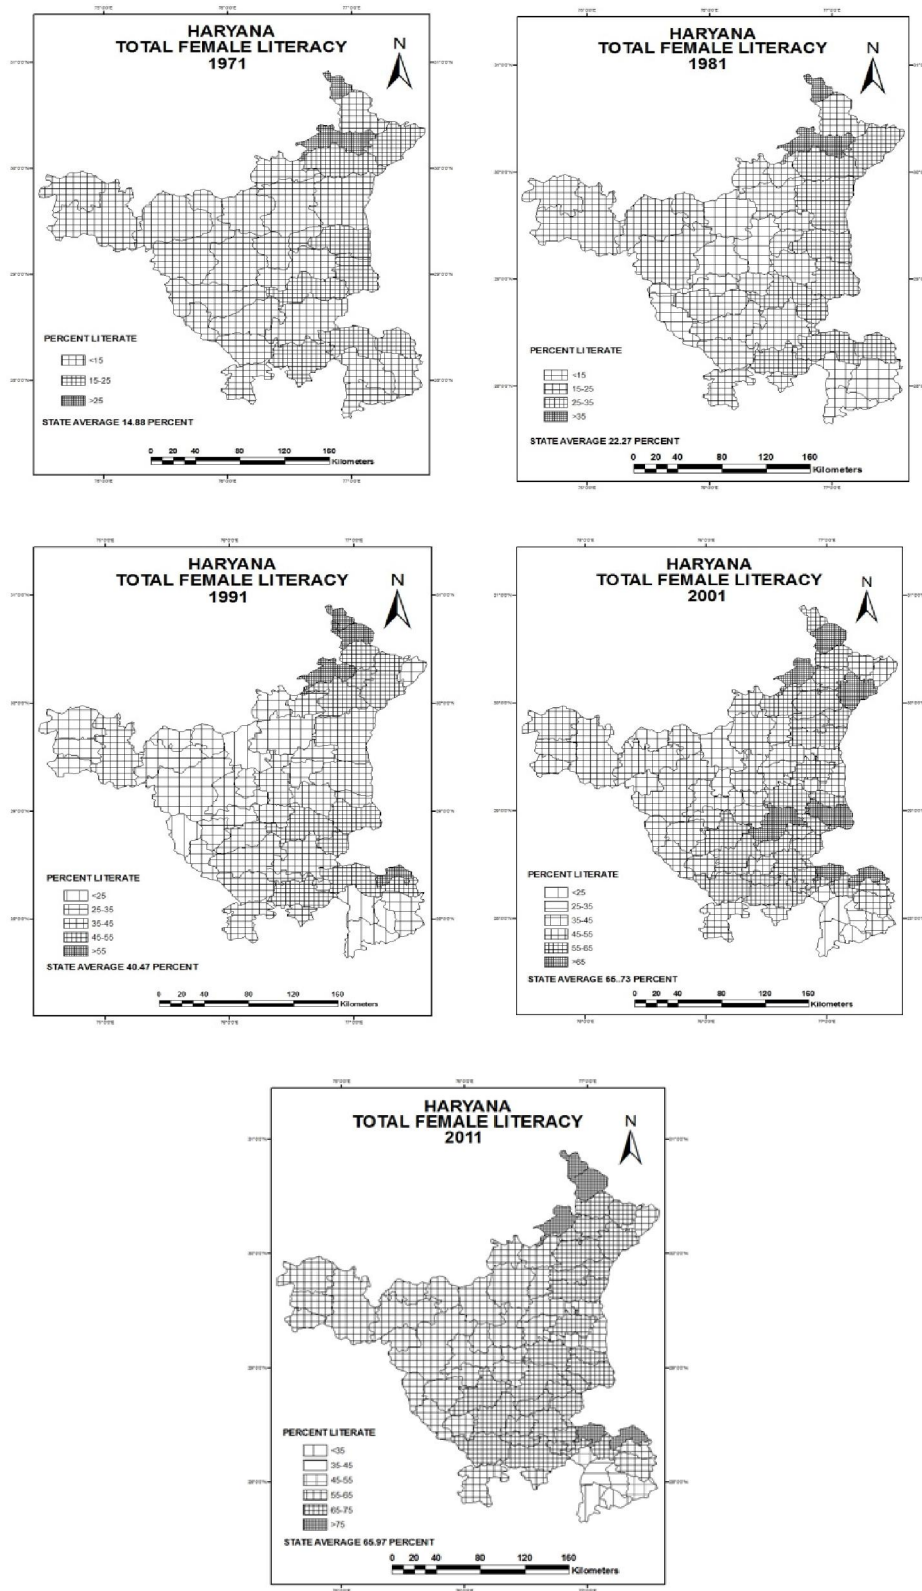 HARYANA
TOTAL FEMALE LITERACY
1971
N
PERCENT LITERATE
<15
15-25
>25
STATE AVERAGE 14.88 PERCENT
0 20 40 80 120 160
Kilometers
HARYANA
TOTAL FEMALE LITERACY
1981
N
PERCENT LITERATE
<15
15-25
25-35
>35
STATE AVERAGE 22.27 PERCENT
0 20 40 80 120 160
Kilometers
HARYANA
TOTAL FEMALE LITERACY
1991
N
PERCENT LITERATE
<25
25-35
35-45
45-55
>55
STATE AVERAGE 40.47 PERCENT
0 20 40 80 120 160
Kilometers
HARYANA
TOTAL FEMALE LITERACY
2001
N
PERCENT LITERATE
<25
25-35
35-45
45-55
55-65
>65
0 20 40 80 120 160
Kilometers
HARYANA
TOTAL FEMALE LITERACY
2011
N
PERCENT LITERATE
<35
35-45
45-55
55-65
65-75
>75
STATE AVERAGE 65.97 PERCENT
0 20 40 80 120 160
Kilometers